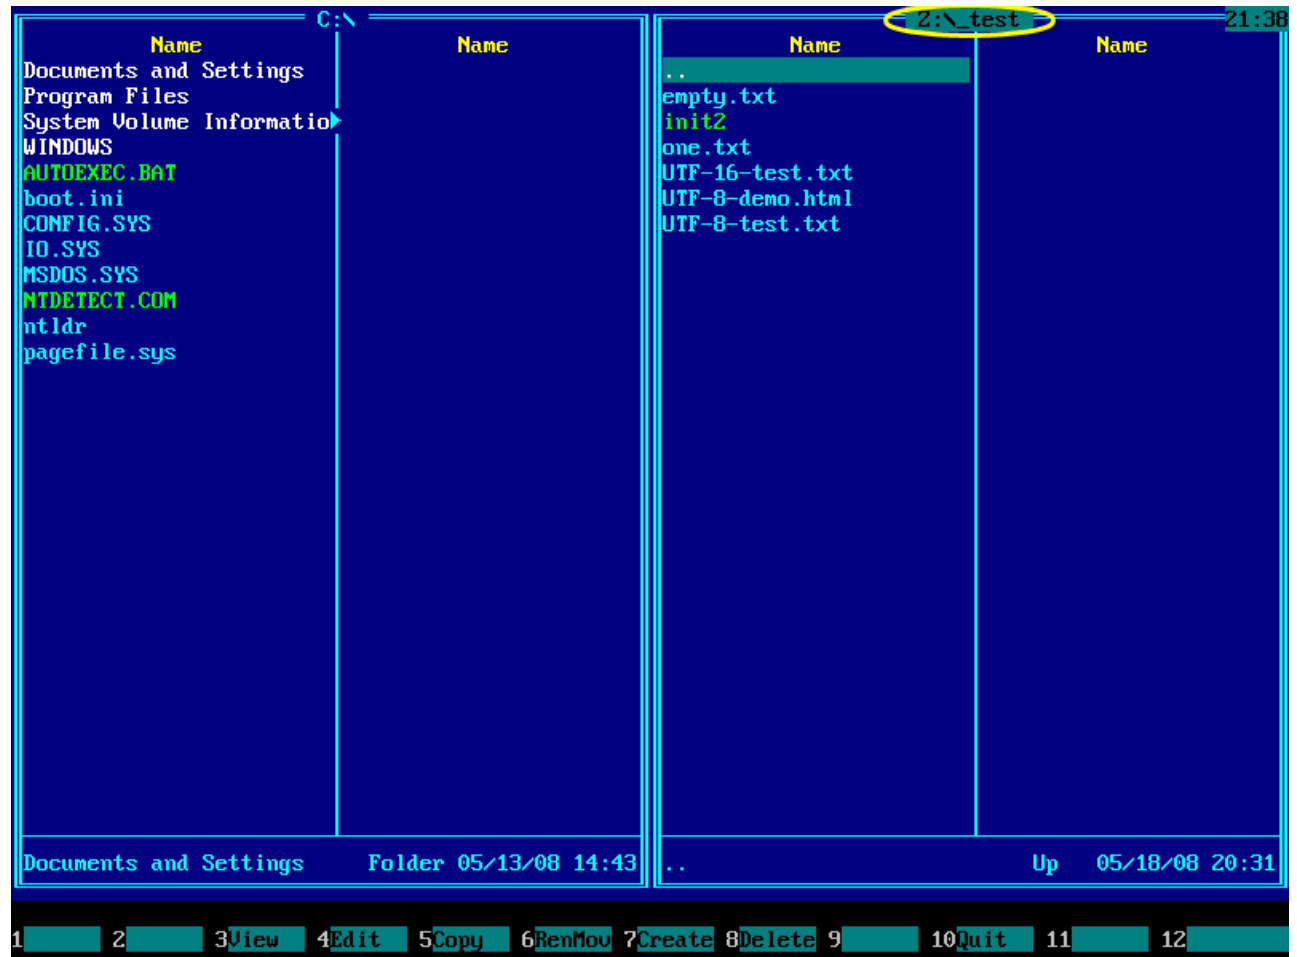 C:\
Name Name
Documents and Settings
Program Files
System Volume Informatio
WINDOWS
AUTOEXEC.BAT
boot.ini
CONFIG.SYS
IO.SYS
MSDOS.SYS
NTDETECT.COM
ntldr
pagefile.sys
Documents and Settings Folder 05/13/08 14:43
Z:\_test 21:38
Name Name
..
empty.txt
init2
one.txt
UTF-16-test.txt
UTF-8-demo.html
UTF-8-test.txt
.. Up 05/18/08 20:31
1 2 3View 4Edit 5Copy 6RenMov 7Create 8Delete 9 10Quit 11 12